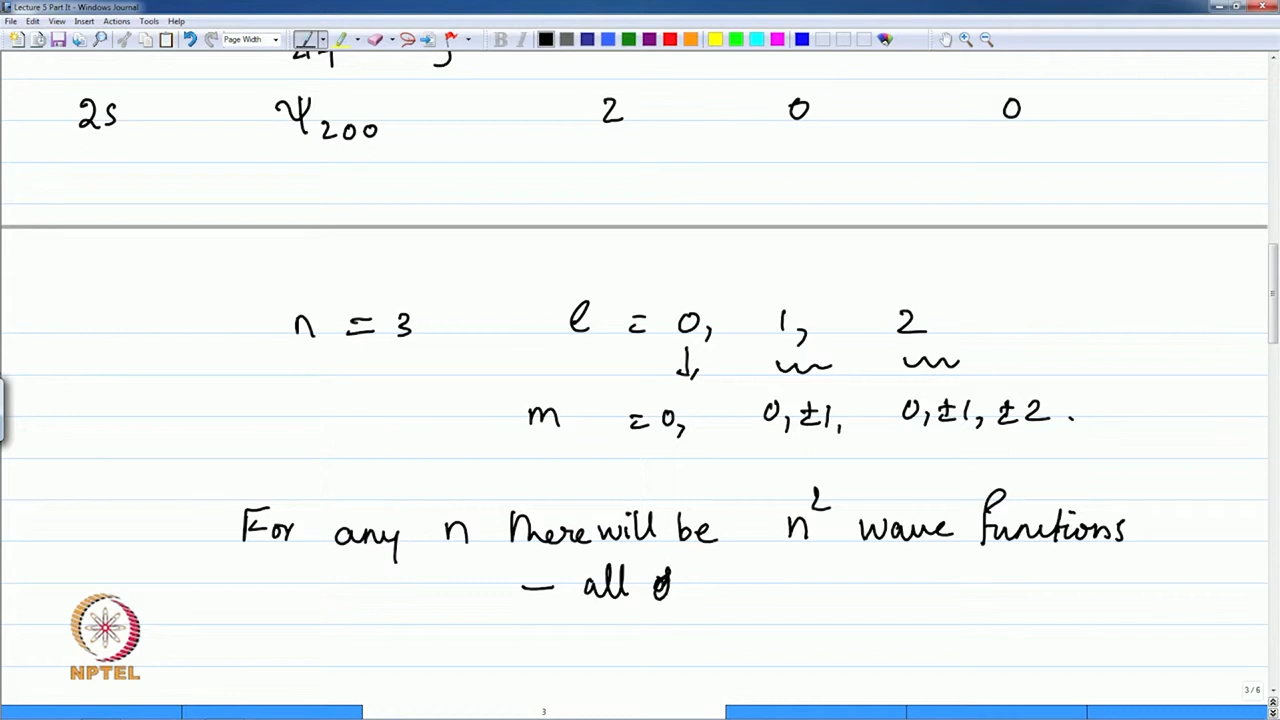 Lecture 5 Part II - Windows Journal
File Edit View Insert Actions Tools Help
Page Width
2s ψ200 2 0 0
n = 3 l = 0, 1, 2
m = 0, 0, ±1, 0, ±1, ±2.
For any n there will be n² wave functions
— all
NPTEL
3/6
3